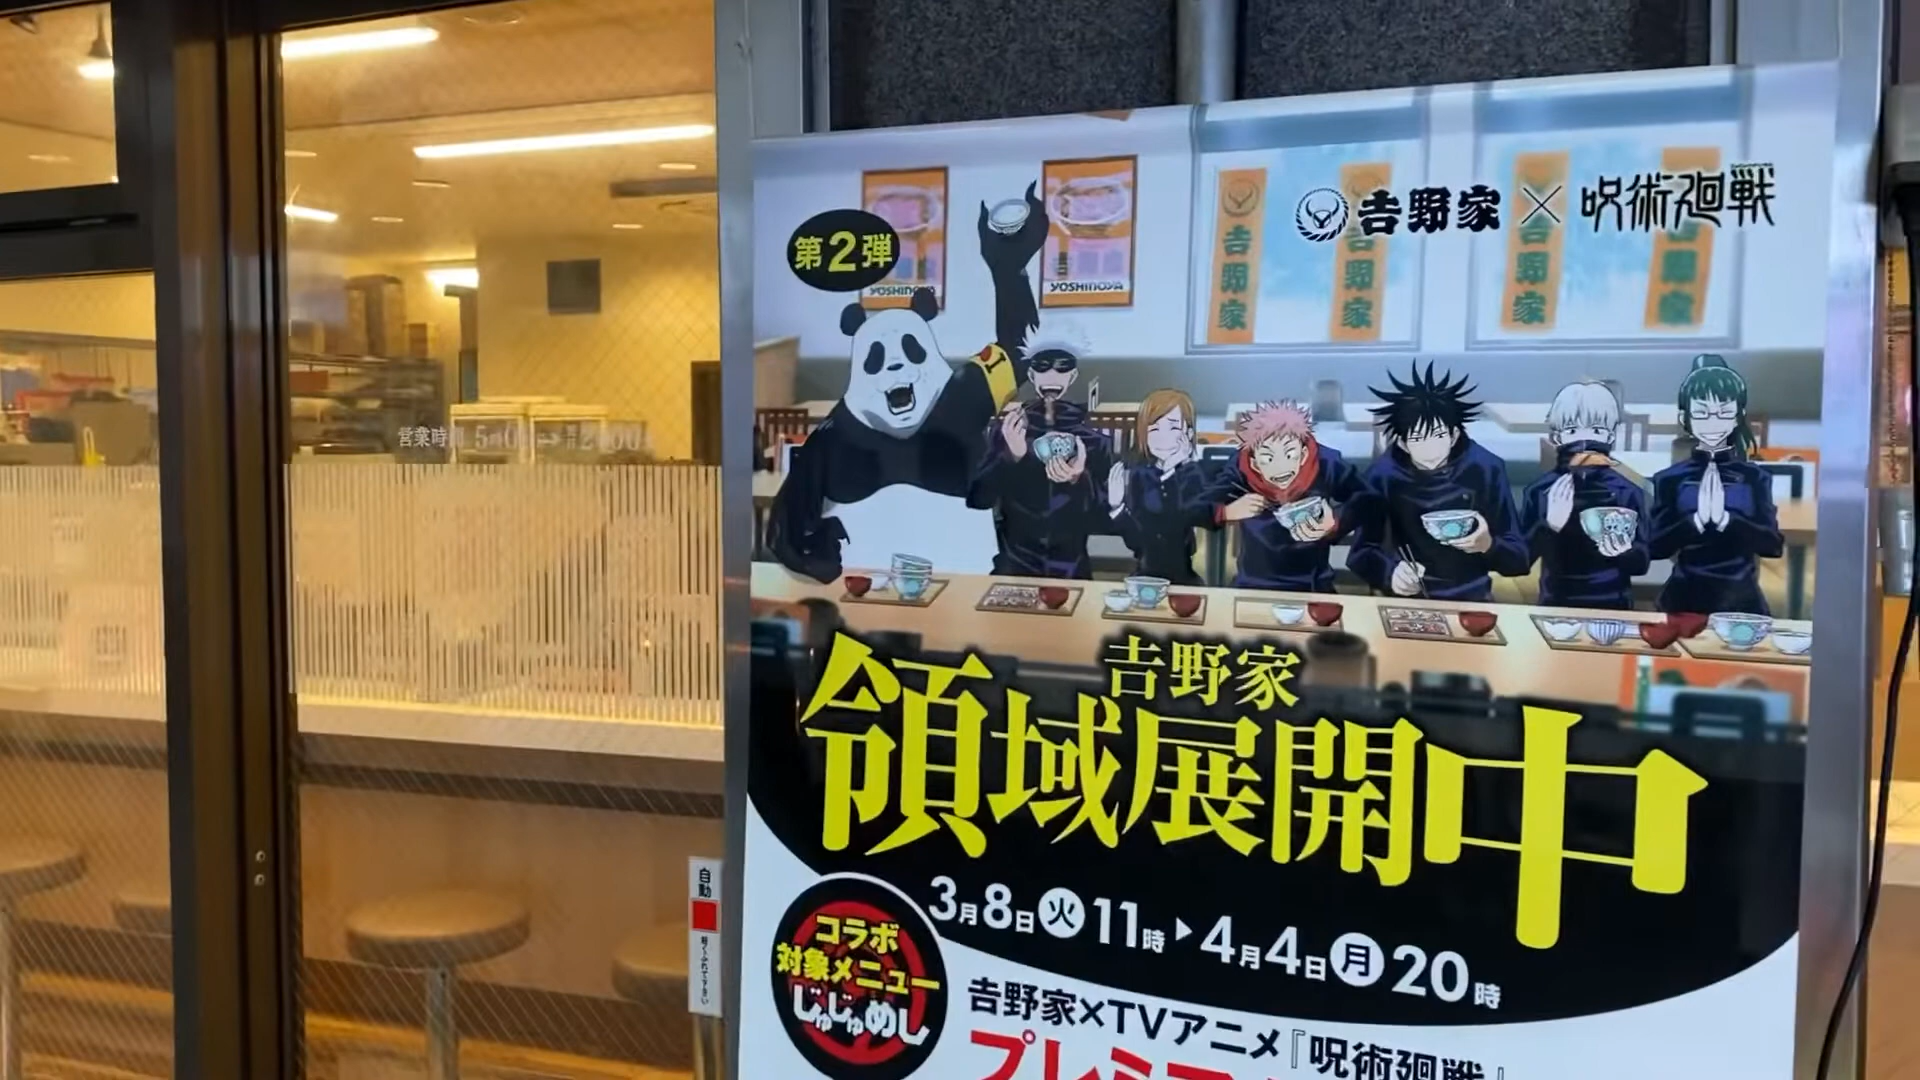 吉野家×呪術廻戦
第2弾
YOSHINOYA
YOSHINOYA
吉野家
吉野家
吉野家
吉野家
営業時間
吉野家
領域展開中
3月8日火11時▶4月4日月20時
自動
コラボ
対象メニュー
じゅじゅめし
吉野家×TVアニメ『呪術廻戦』